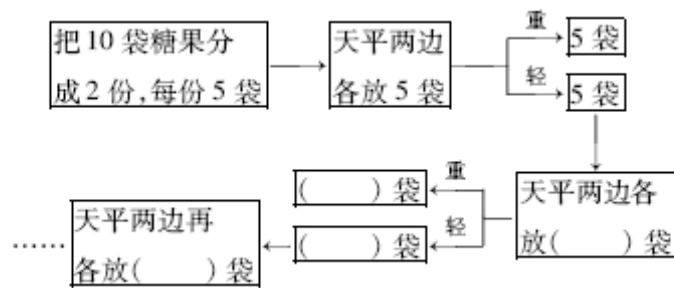 把10袋糖果分
成2份,每份5袋
天平两边
各放5袋
重
5袋
轻
5袋
天平两边各
放(　　)袋
重
(　　)袋
轻
(　　)袋
天平两边再
各放(　　)袋
……